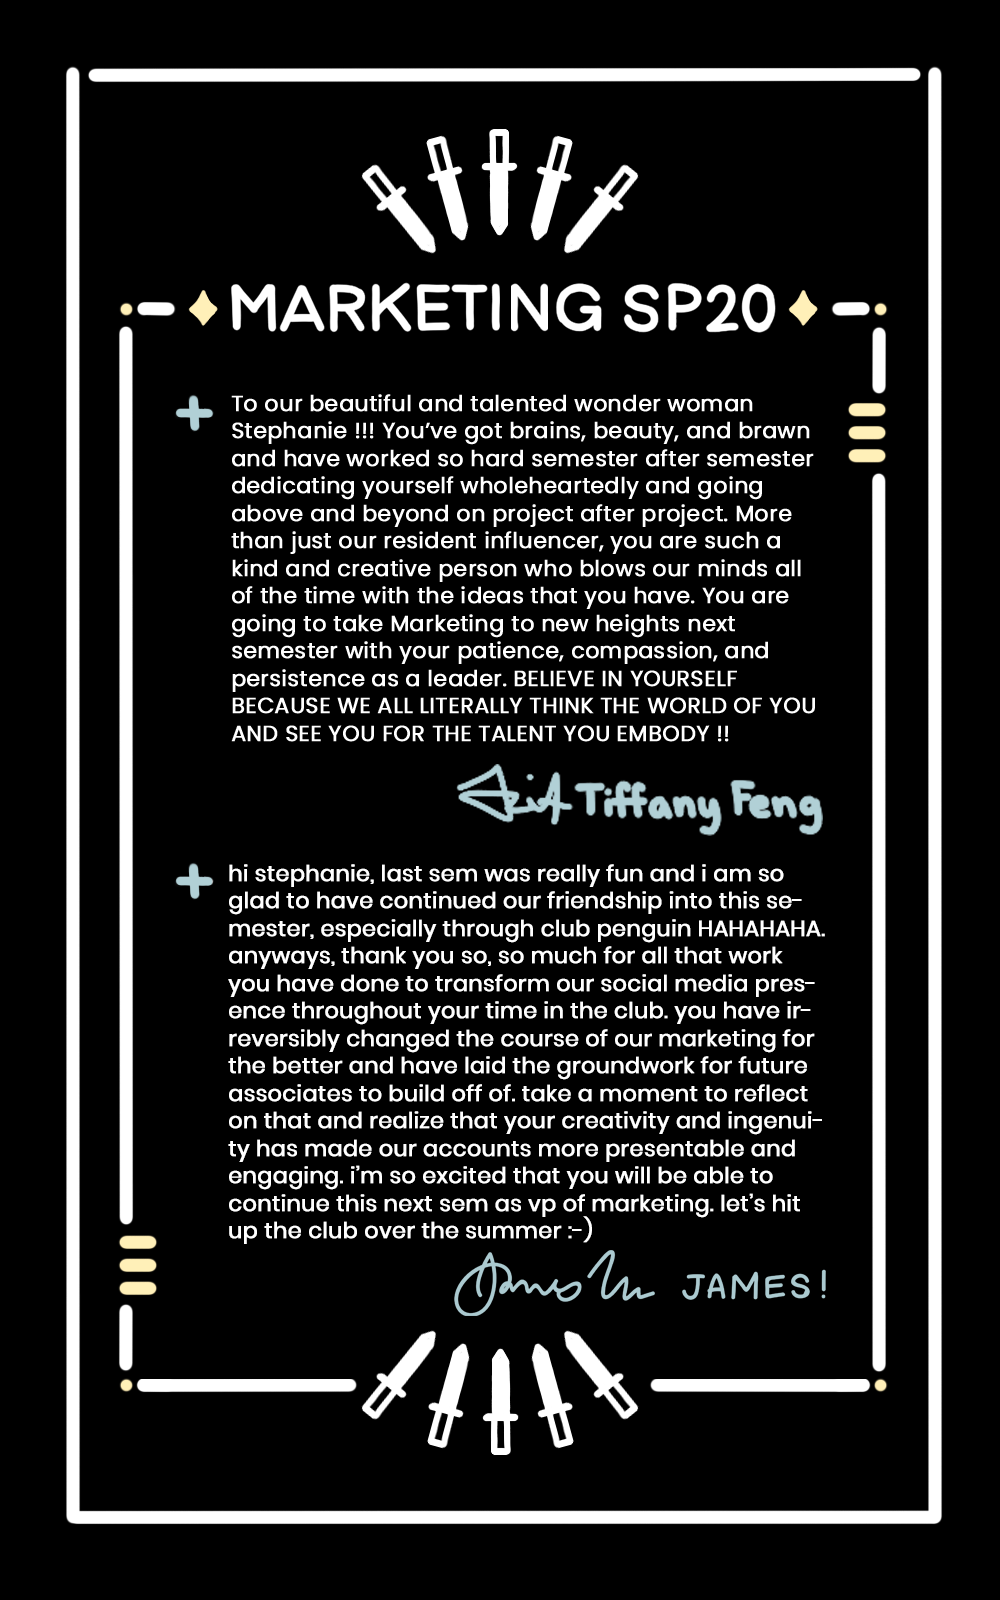 MARKETING SP20
To our beautiful and talented wonder woman
Stephanie !!! You’ve got brains, beauty, and brawn
and have worked so hard semester after semester
dedicating yourself wholeheartedly and going
above and beyond on project after project. More
than just our resident influencer, you are such a
kind and creative person who blows our minds all
of the time with the ideas that you have. You are
going to take Marketing to new heights next
semester with your patience, compassion, and
persistence as a leader. BELIEVE IN YOURSELF
BECAUSE WE ALL LITERALLY THINK THE WORLD OF YOU
AND SEE YOU FOR THE TALENT YOU EMBODY !!
Tiffany Feng
hi stephanie, last sem was really fun and i am so
glad to have continued our friendship into this se-
mester, especially through club penguin HAHAHAHA.
anyways, thank you so, so much for all that work
you have done to transform our social media pres-
ence throughout your time in the club. you have ir-
reversibly changed the course of our marketing for
the better and have laid the groundwork for future
associates to build off of. take a moment to reflect
on that and realize that your creativity and ingenui-
ty has made our accounts more presentable and
engaging. i’m so excited that you will be able to
continue this next sem as vp of marketing. let’s hit
up the club over the summer :-)
James JAMES!